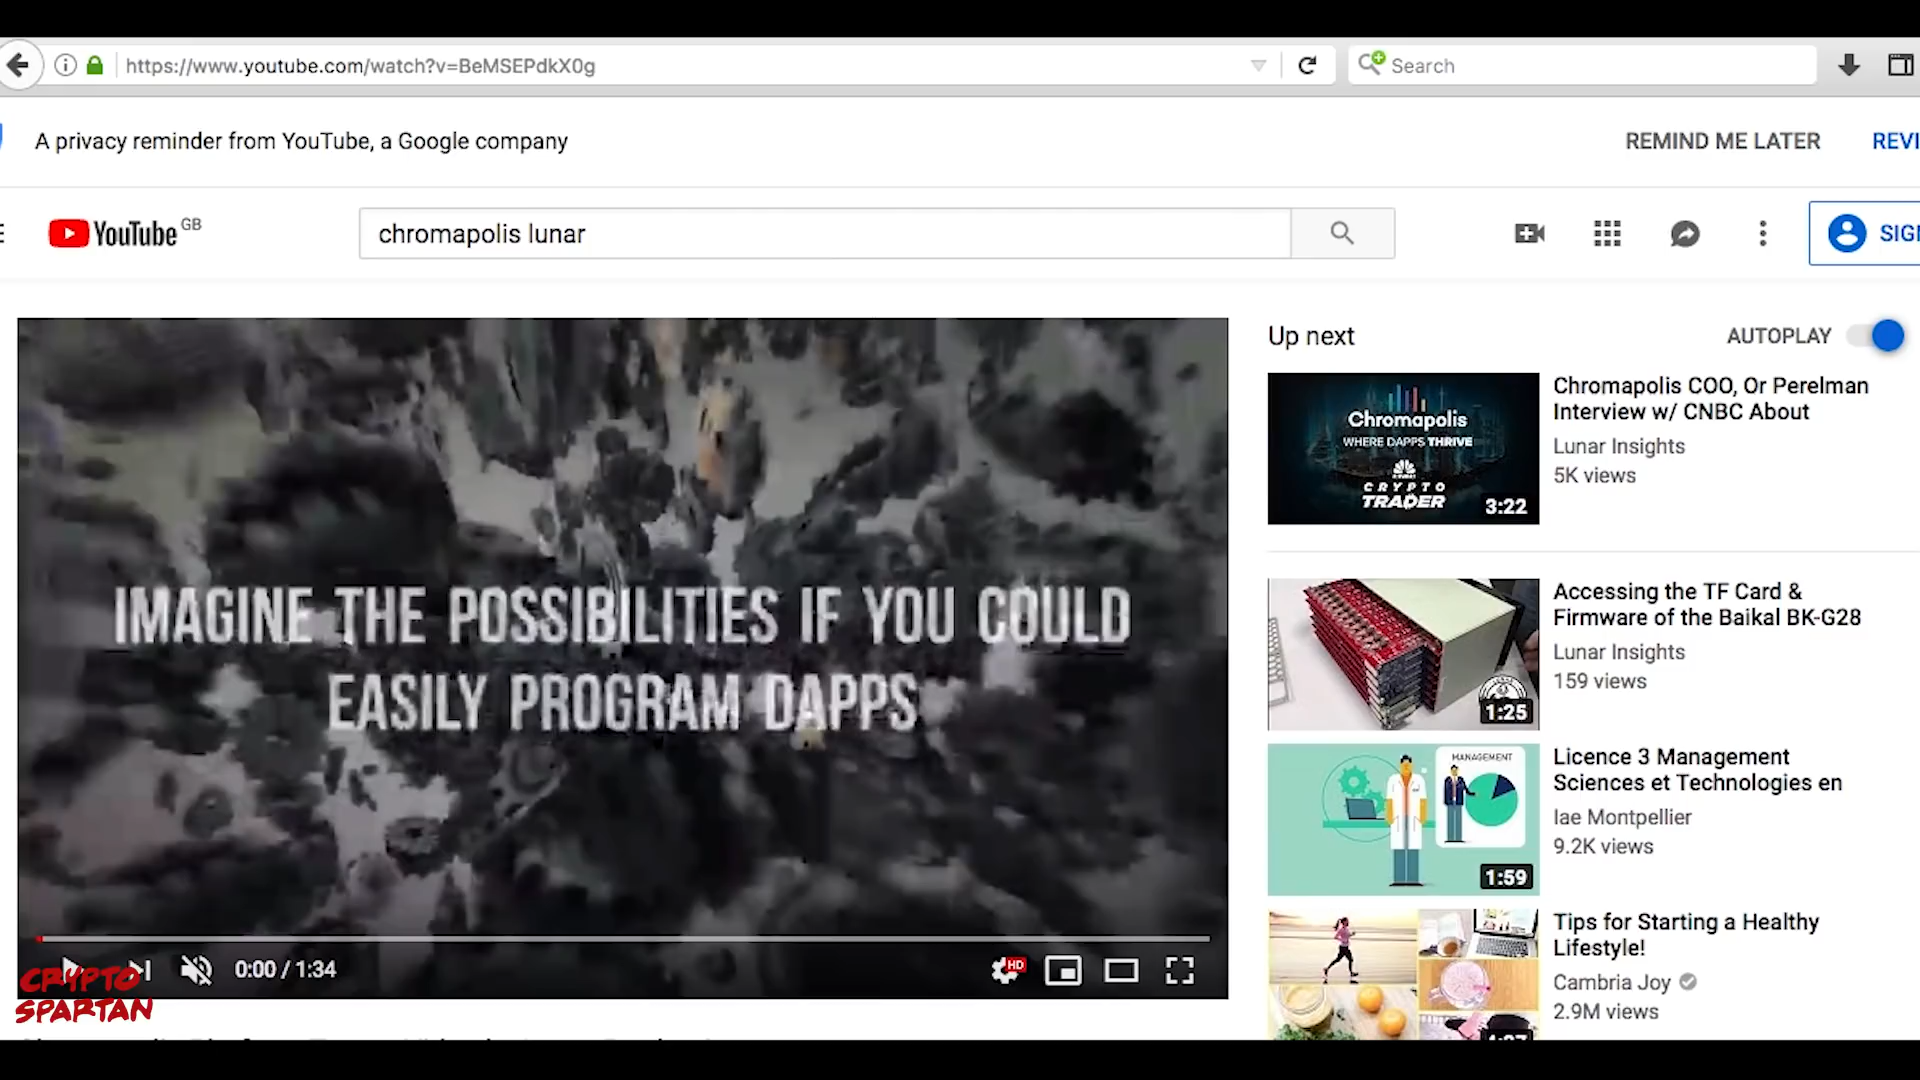 https://www.youtube.com/watch?v=BeMSEPdkX0g
Search
A privacy reminder from YouTube, a Google company
REMIND ME LATER
REVI
YouTube GB
chromapolis lunar
SIGN
IMAGINE THE POSSIBILITIES IF YOU COULD
EASILY PROGRAM DAPPS
0:00 / 1:34
HD
CRYPTO
SPARTAN
Up next
AUTOPLAY
Chromapolis
WHERE DAPPS THRIVE
CRYPTO
TRADER
3:22
Chromapolis COO, Or Perelman
Interview w/ CNBC About
Lunar Insights
5K views
1:25
Accessing the TF Card &
Firmware of the Baikal BK-G28
Lunar Insights
159 views
MANAGEMENT
1:59
Licence 3 Management
Sciences et Technologies en
Iae Montpellier
9.2K views
Tips for Starting a Healthy
Lifestyle!
Cambria Joy
2.9M views